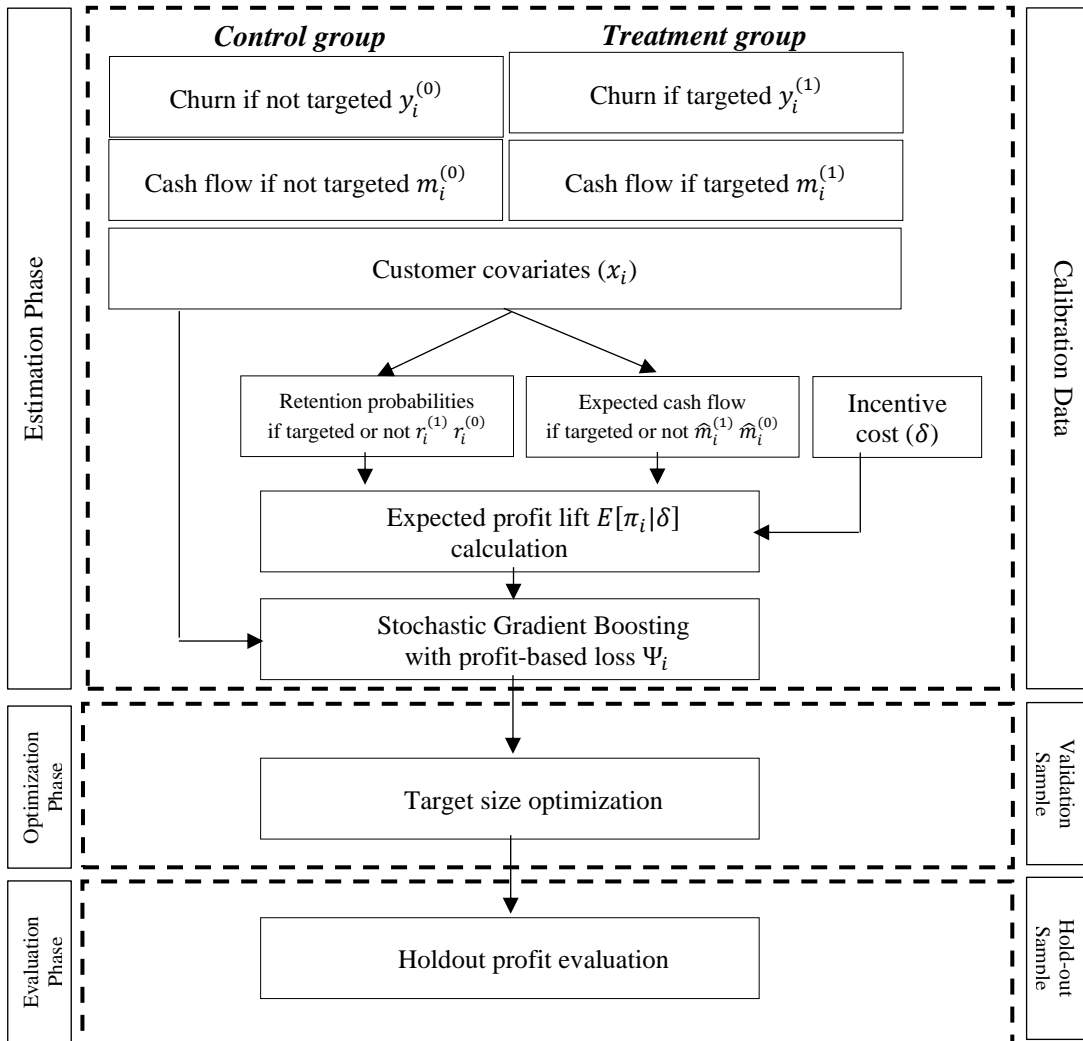 Control group
Treatment group
Churn if not targeted y_i^(0)
Churn if targeted y_i^(1)
Cash flow if not targeted m_i^(0)
Cash flow if targeted m_i^(1)
Customer covariates (x_i)
Retention probabilities
if targeted or not r_i^(1) r_i^(0)
Expected cash flow
if targeted or not m̂_i^(1) m̂_i^(0)
Incentive
cost (δ)
Expected profit lift E[π_i|δ]
calculation
Stochastic Gradient Boosting
with profit-based loss Ψ_i
Estimation Phase
Calibration Data
Target size optimization
Optimization
Phase
Validation
Sample
Holdout profit evaluation
Evaluation
Phase
Hold-out
Sample